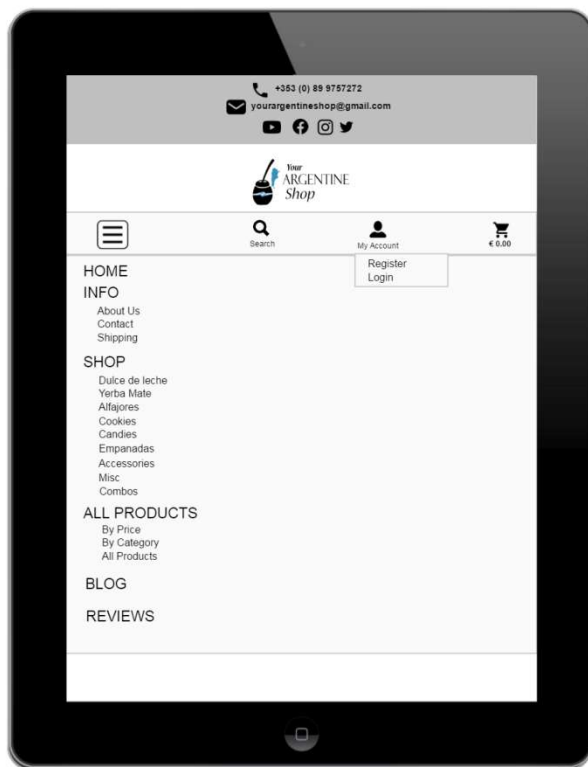 +353 (0) 89 9757272
yourargentineshop@gmail.com
Your
ARGENTINE
Shop
Search
My Account
€ 0.00
Register
Login
HOME
INFO
About Us
Contact
Shipping
SHOP
Dulce de leche
Yerba Mate
Alfajores
Cookies
Candies
Empanadas
Accessories
Misc
Combos
ALL PRODUCTS
By Price
By Category
All Products
BLOG
REVIEWS